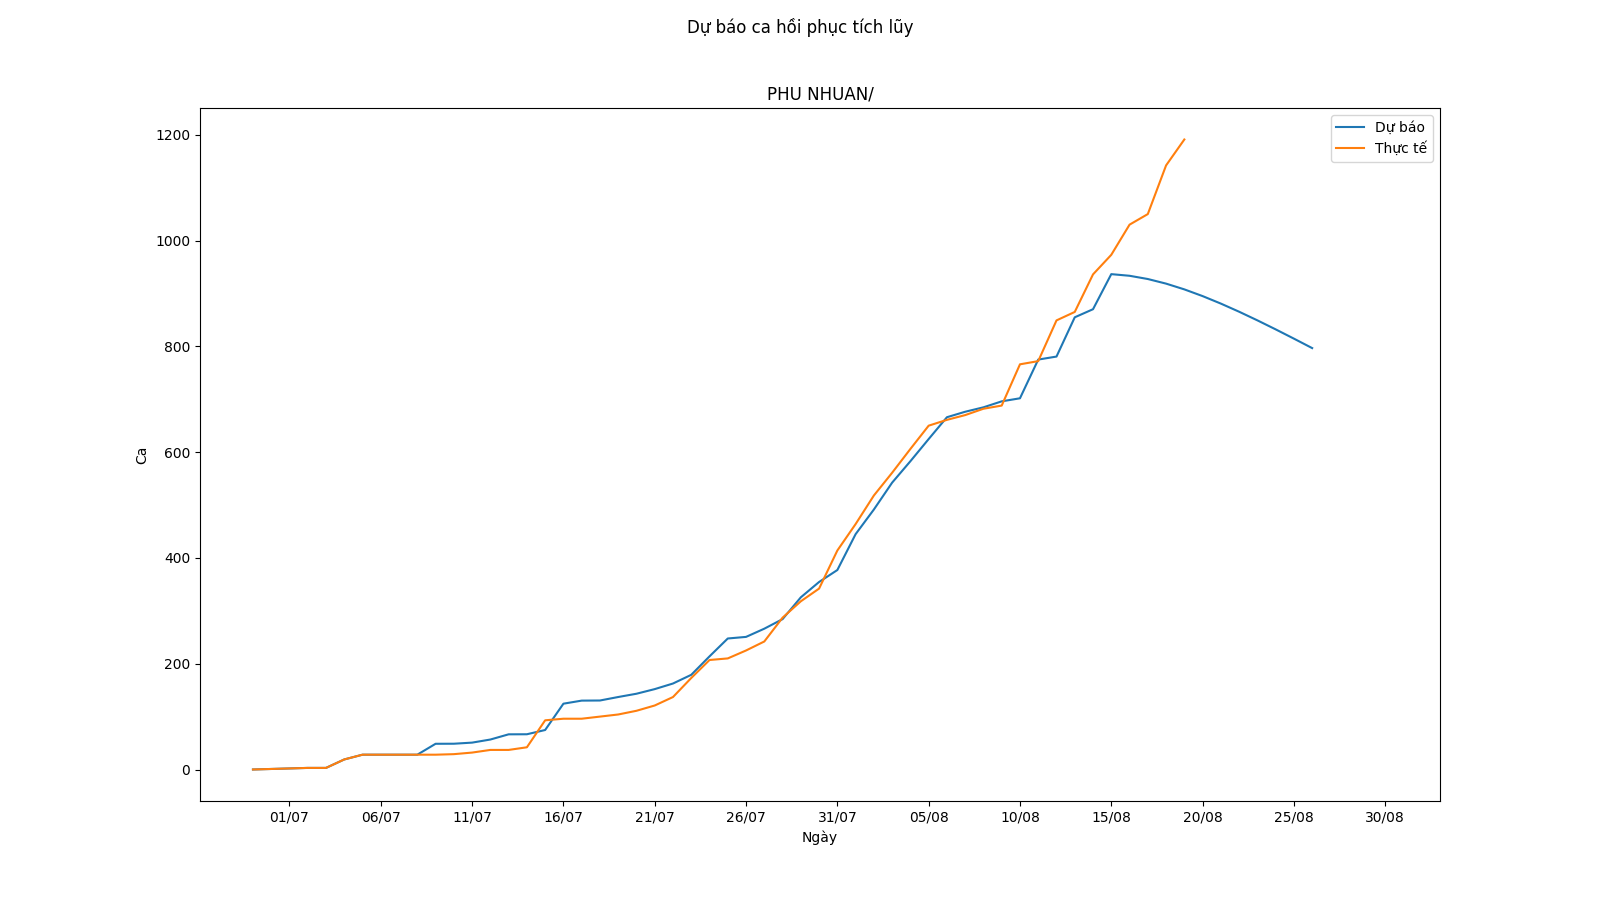 Dự báo ca hồi phục tích lũy
PHU NHUAN/
Dự báo
Thực tế
1200
1000
800
600
400
200
0
Ca
01/07 06/07 11/07 16/07 21/07 26/07 31/07 05/08 10/08 15/08 20/08 25/08 30/08
Ngày